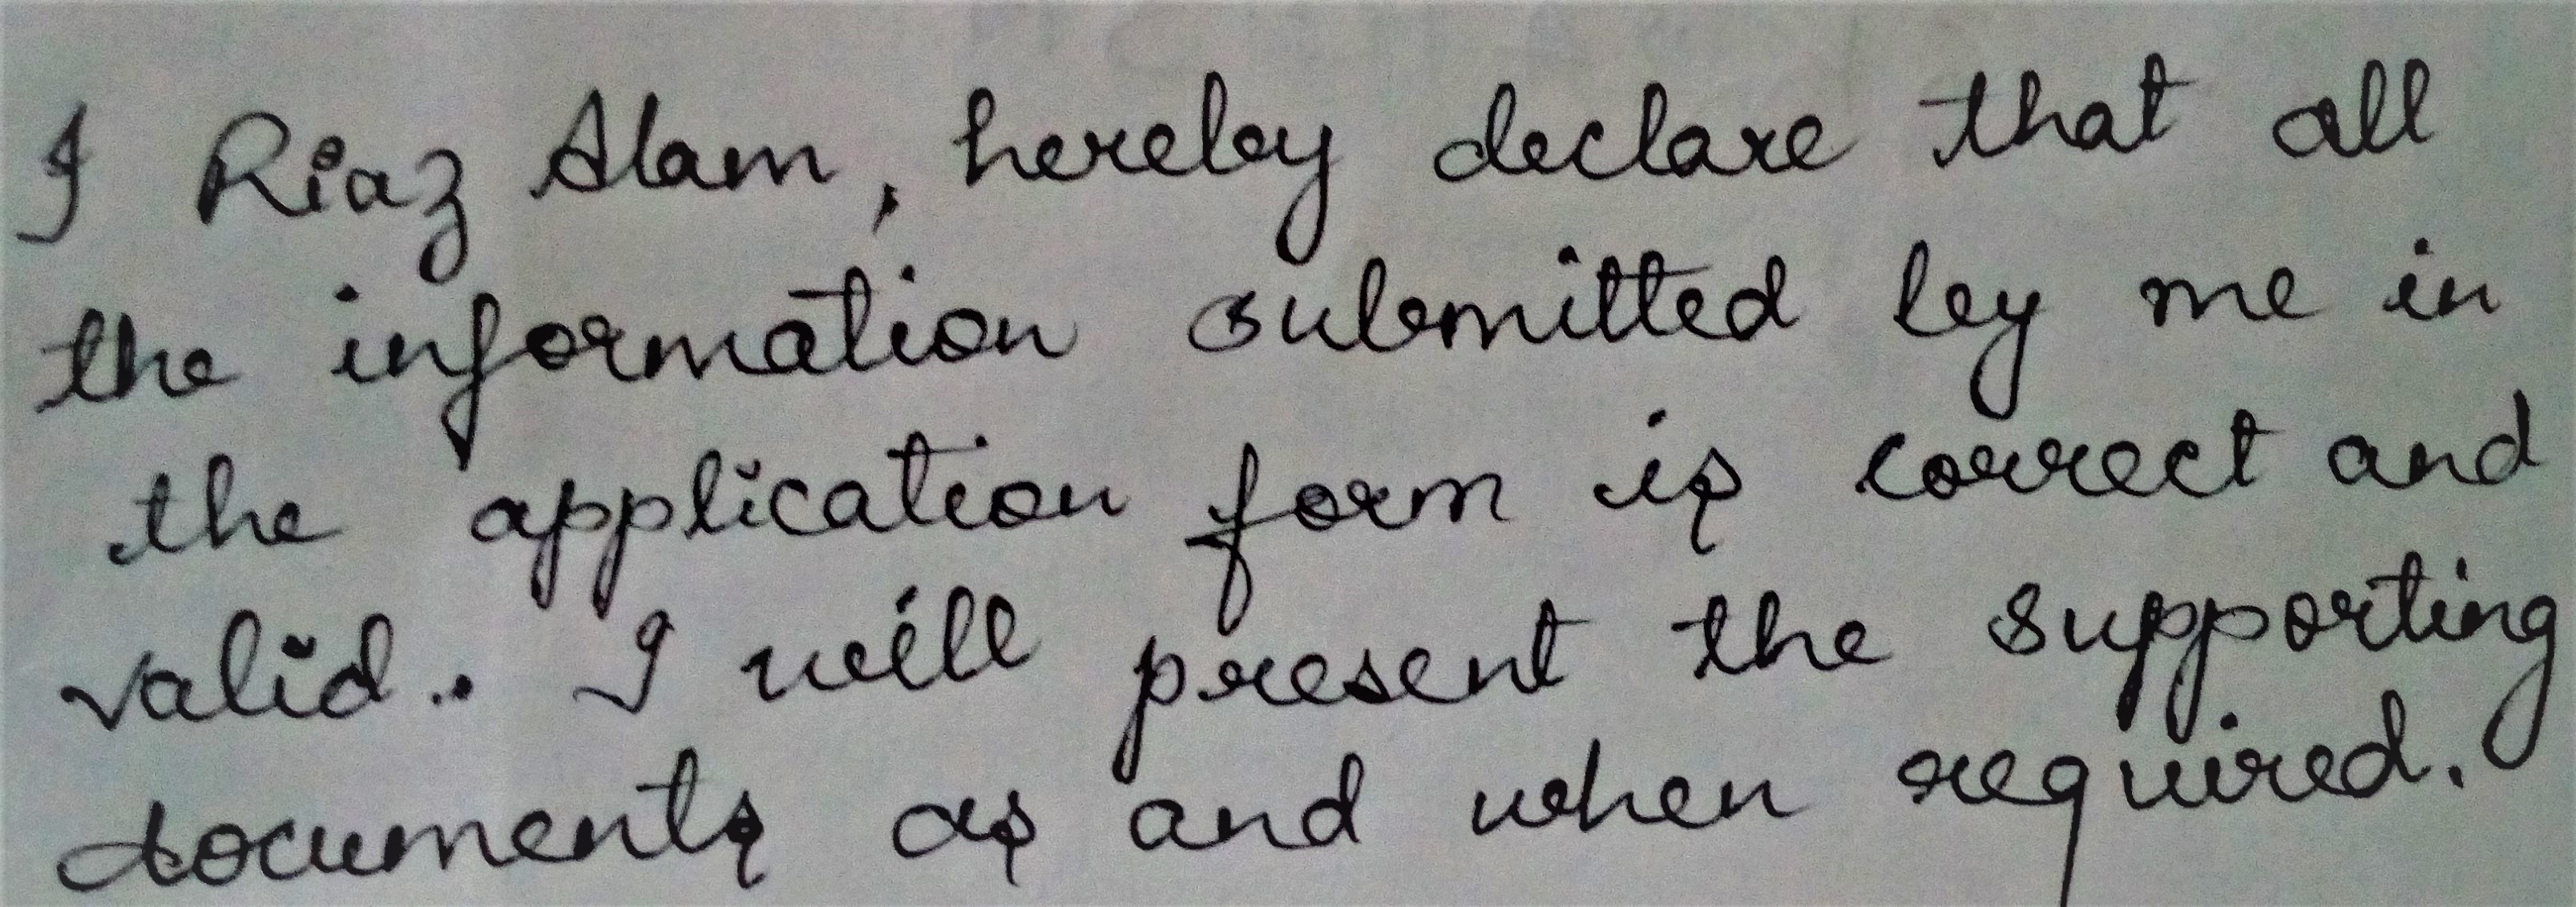 I Riaz Alam, hereby declare that all
the information submitted by me in
the application form is correct and
valid. I will present the supporting
documents as and when required.